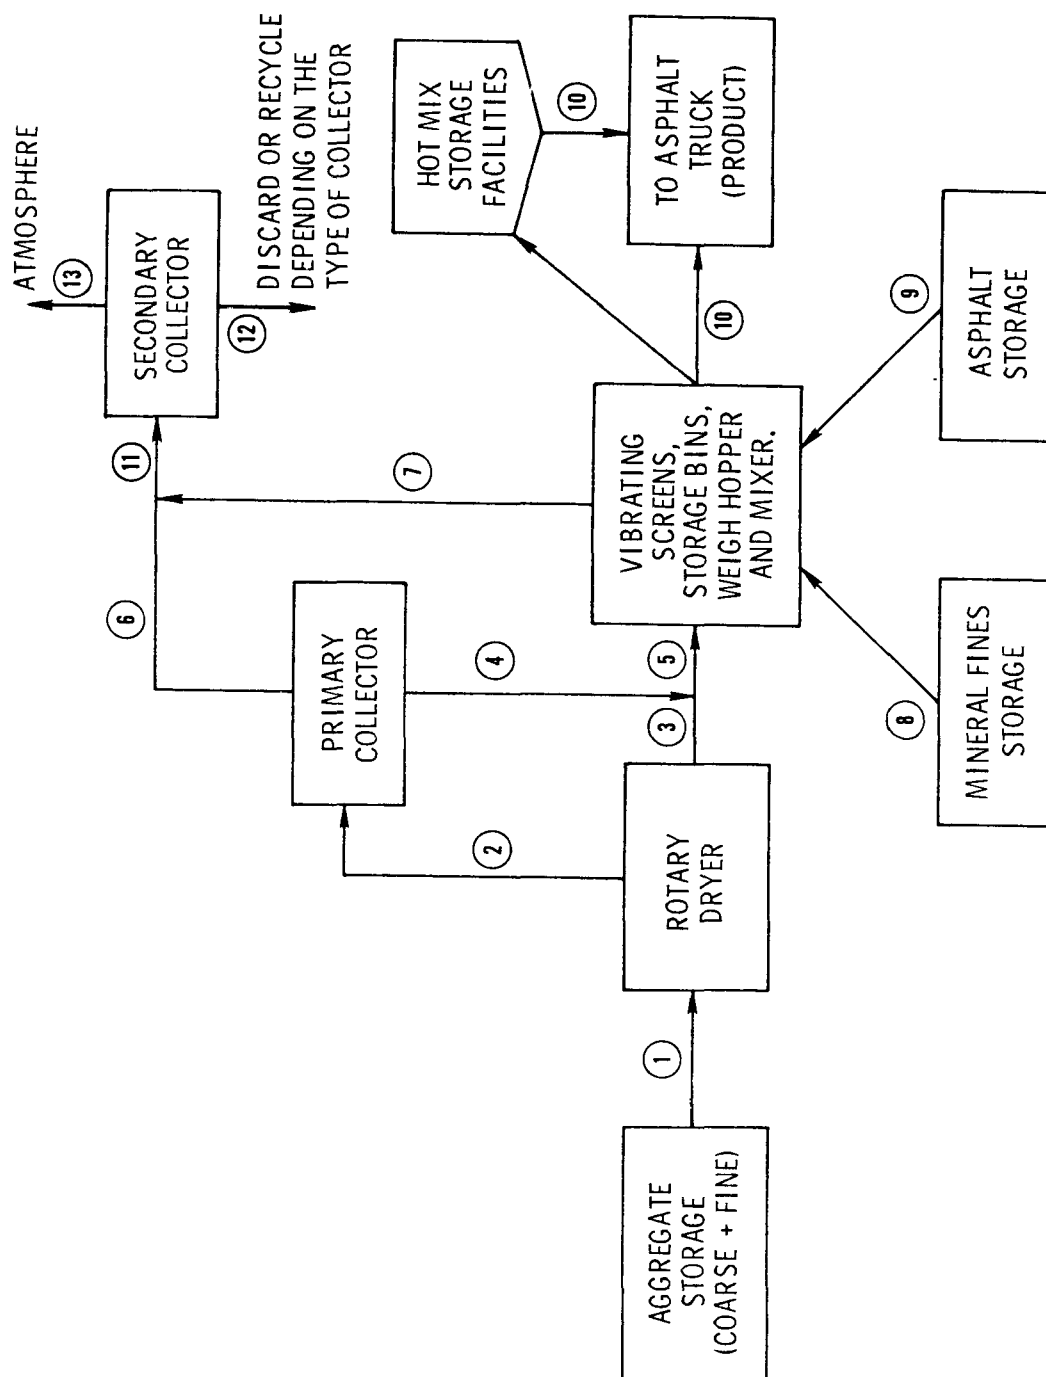 ATMOSPHERE
13
SECONDARY
COLLECTOR
12
DISCARD OR RECYCLE
DEPENDING ON THE
TYPE OF COLLECTOR
11
6
7
PRIMARY
COLLECTOR
4
2
HOT MIX
STORAGE
FACILITIES
10
TO ASPHALT
TRUCK
(PRODUCT)
10
VIBRATING
SCREENS,
STORAGE BINS,
WEIGH HOPPER
AND MIXER.
5
3
ROTARY
DRYER
1
AGGREGATE
STORAGE
(COARSE + FINE)
9
ASPHALT
STORAGE
8
MINERAL FINES
STORAGE